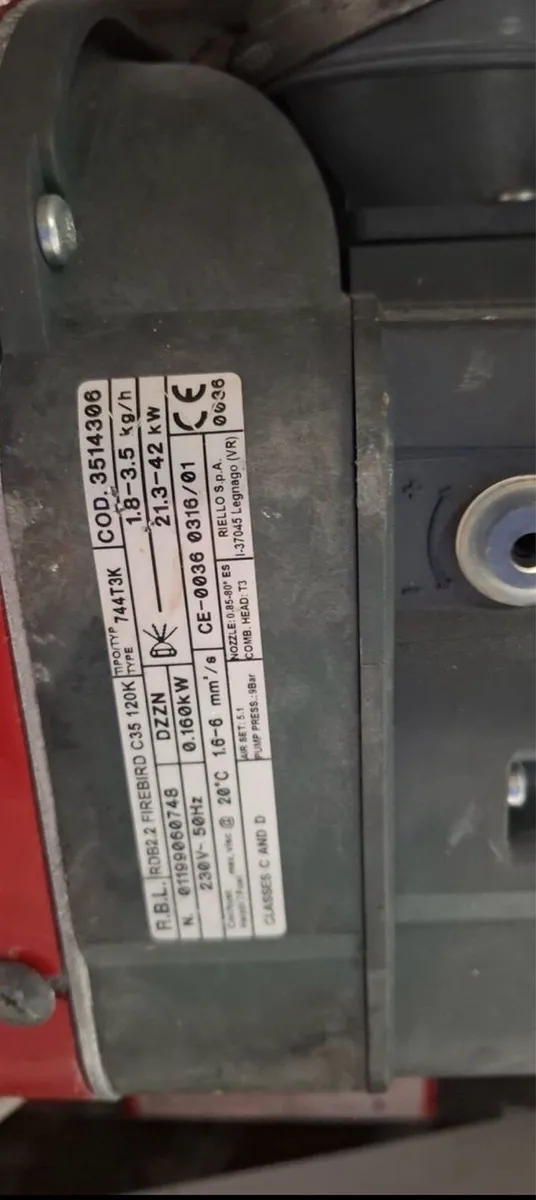 R.B.L. RDB2.2 FIREBIRD C35 120K TIPO/TYP TYPE 744T3K COD. 3514306
N. 01199060748 DZZN 1.8-3.5 kg/h
230V~ 50Hz 0.160KW 21.3-42 kW
max. visc @ 20°C 1.6-6 mm²/s CE-0036 0316/01 CE 0036
AIR SET: 5.1 NOZZLE: 0.85-80° ES RIELLO S.p.A.
CLASSES C AND D PUMP PRESS.: 9Bar COMB. HEAD: T3 I-37045 Legnago (VR)